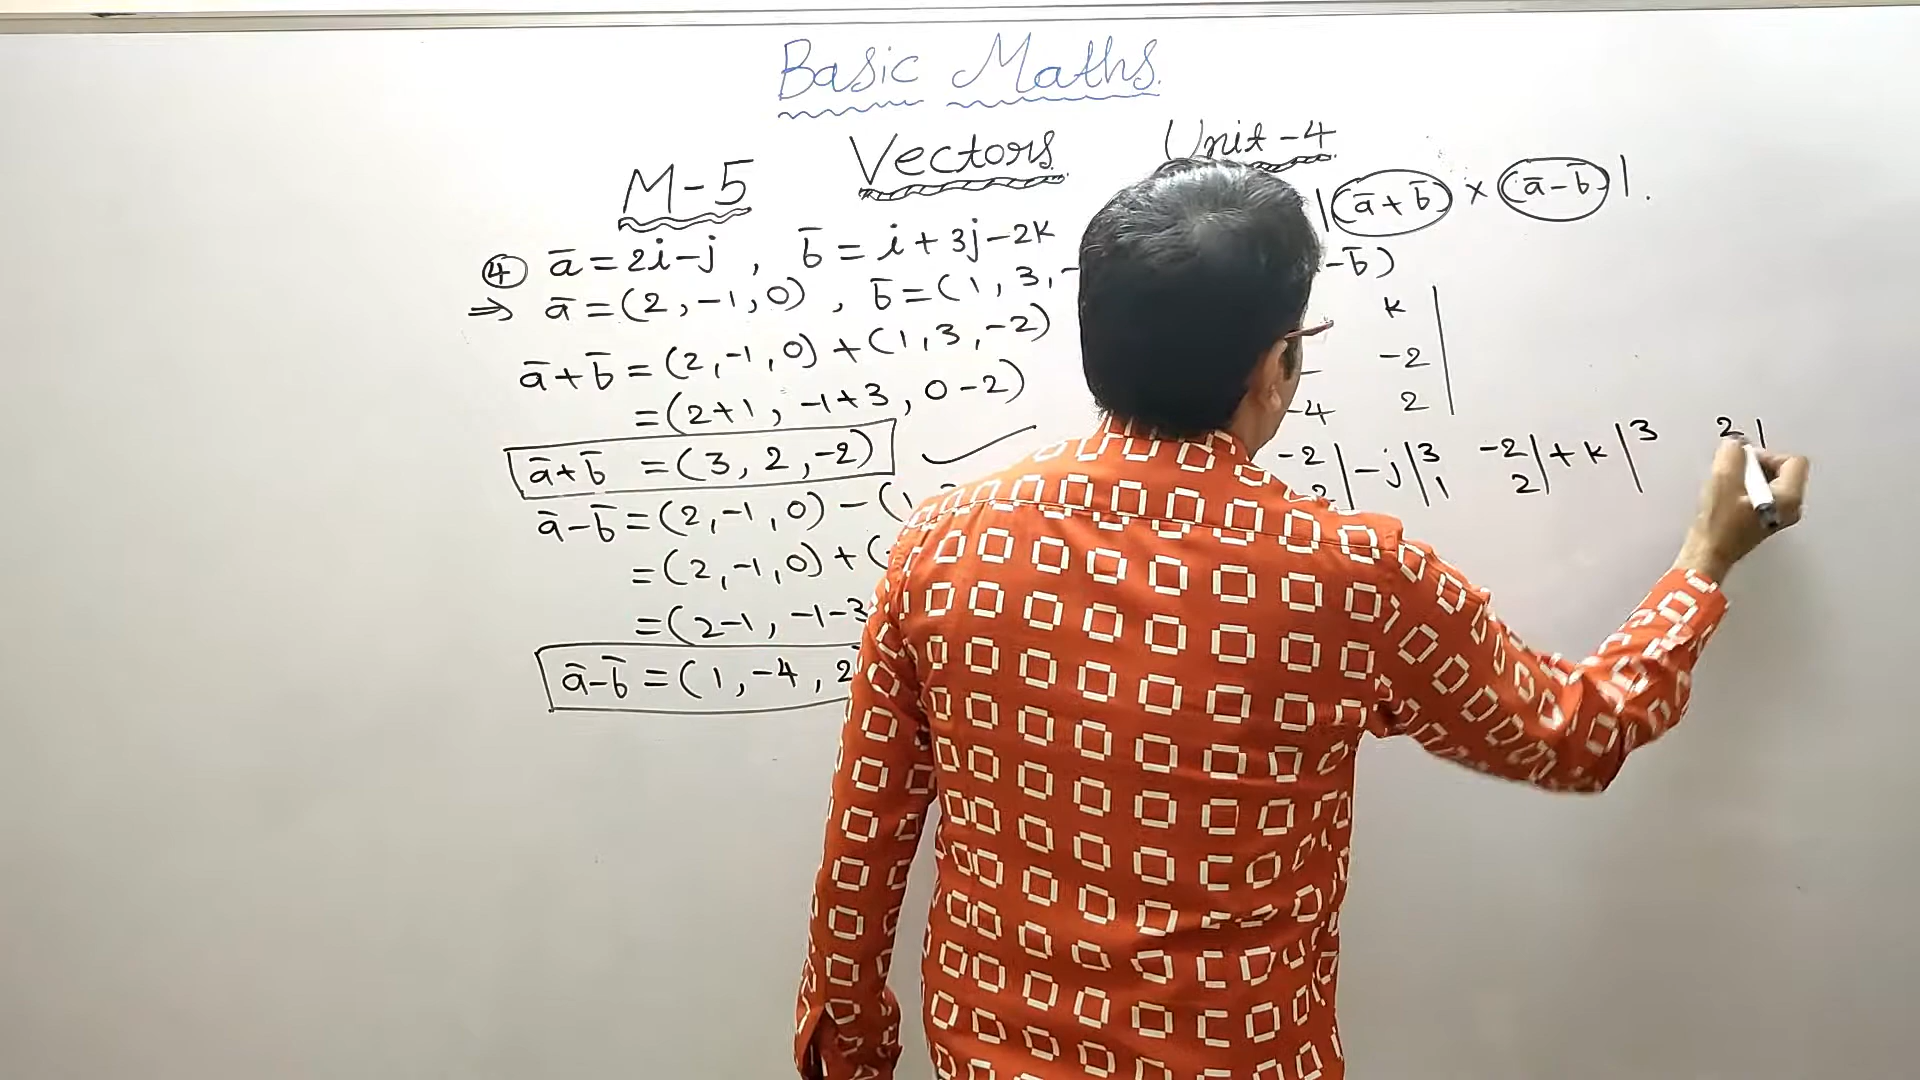 Basic Maths.
M-5 Vectors Unit-4
④ a̅ = 2i-j , b̅ = i + 3j-2k |(a̅+b̅) × (a̅-b̅)|.
⇒ a̅ = (2, -1, 0) , b̅ = (1, 3, -
a̅+b̅ = (2, -1, 0) + (1, 3, -2)
= (2+1, -1+3, 0-2)
a̅+b̅ = (3, 2, -2)
a̅-b̅ = (2, -1, 0) - (1
= (2, -1, 0) + (
= (2-1, -1-3
a̅-b̅ = (1, -4, 2
-b̅)
k |
-2
-4 2
-2 | -j | 3 -2 | + k | 3 2 |
2 | 1 2